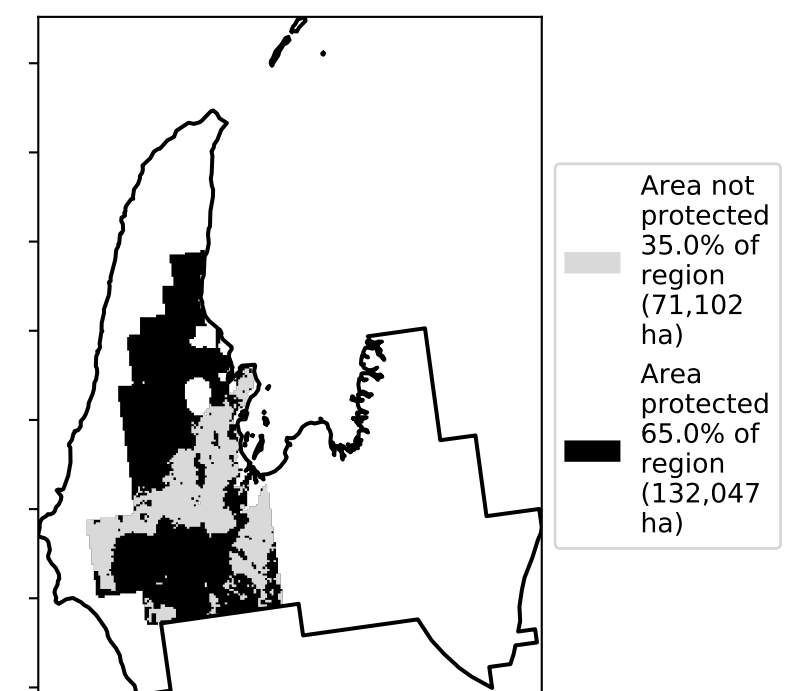 Area not
protected
35.0% of
region
(71,102
ha)
Area
protected
65.0% of
region
(132,047
ha)